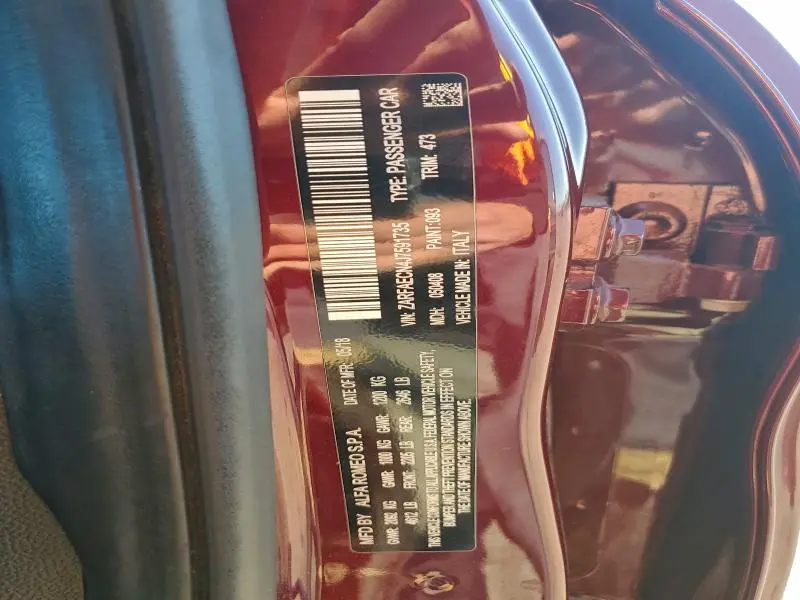 MFD BY ALFA ROMEO S.P.A. DATE OF MFR: 05/18
GVWR: 2092 KG GAWR: 1000 KG GAWR: 1200 KG
4612 LB FRONT: 2205 LB REAR: 2646 LB
THIS VEHICLE CONFORMS TO ALL APPLICABLE U.S.A. FEDERAL MOTOR VEHICLE SAFETY,
BUMPER AND THEFT PREVENTION STANDARDS IN EFFECT ON
THE DATE OF MANUFACTURE SHOWN ABOVE.
VIN: ZARFAECN4J7591735 TYPE: PASSENGER CAR
MDH: 050408 PAINT: 093 TRIM: 473
VEHICLE MADE IN: ITALY